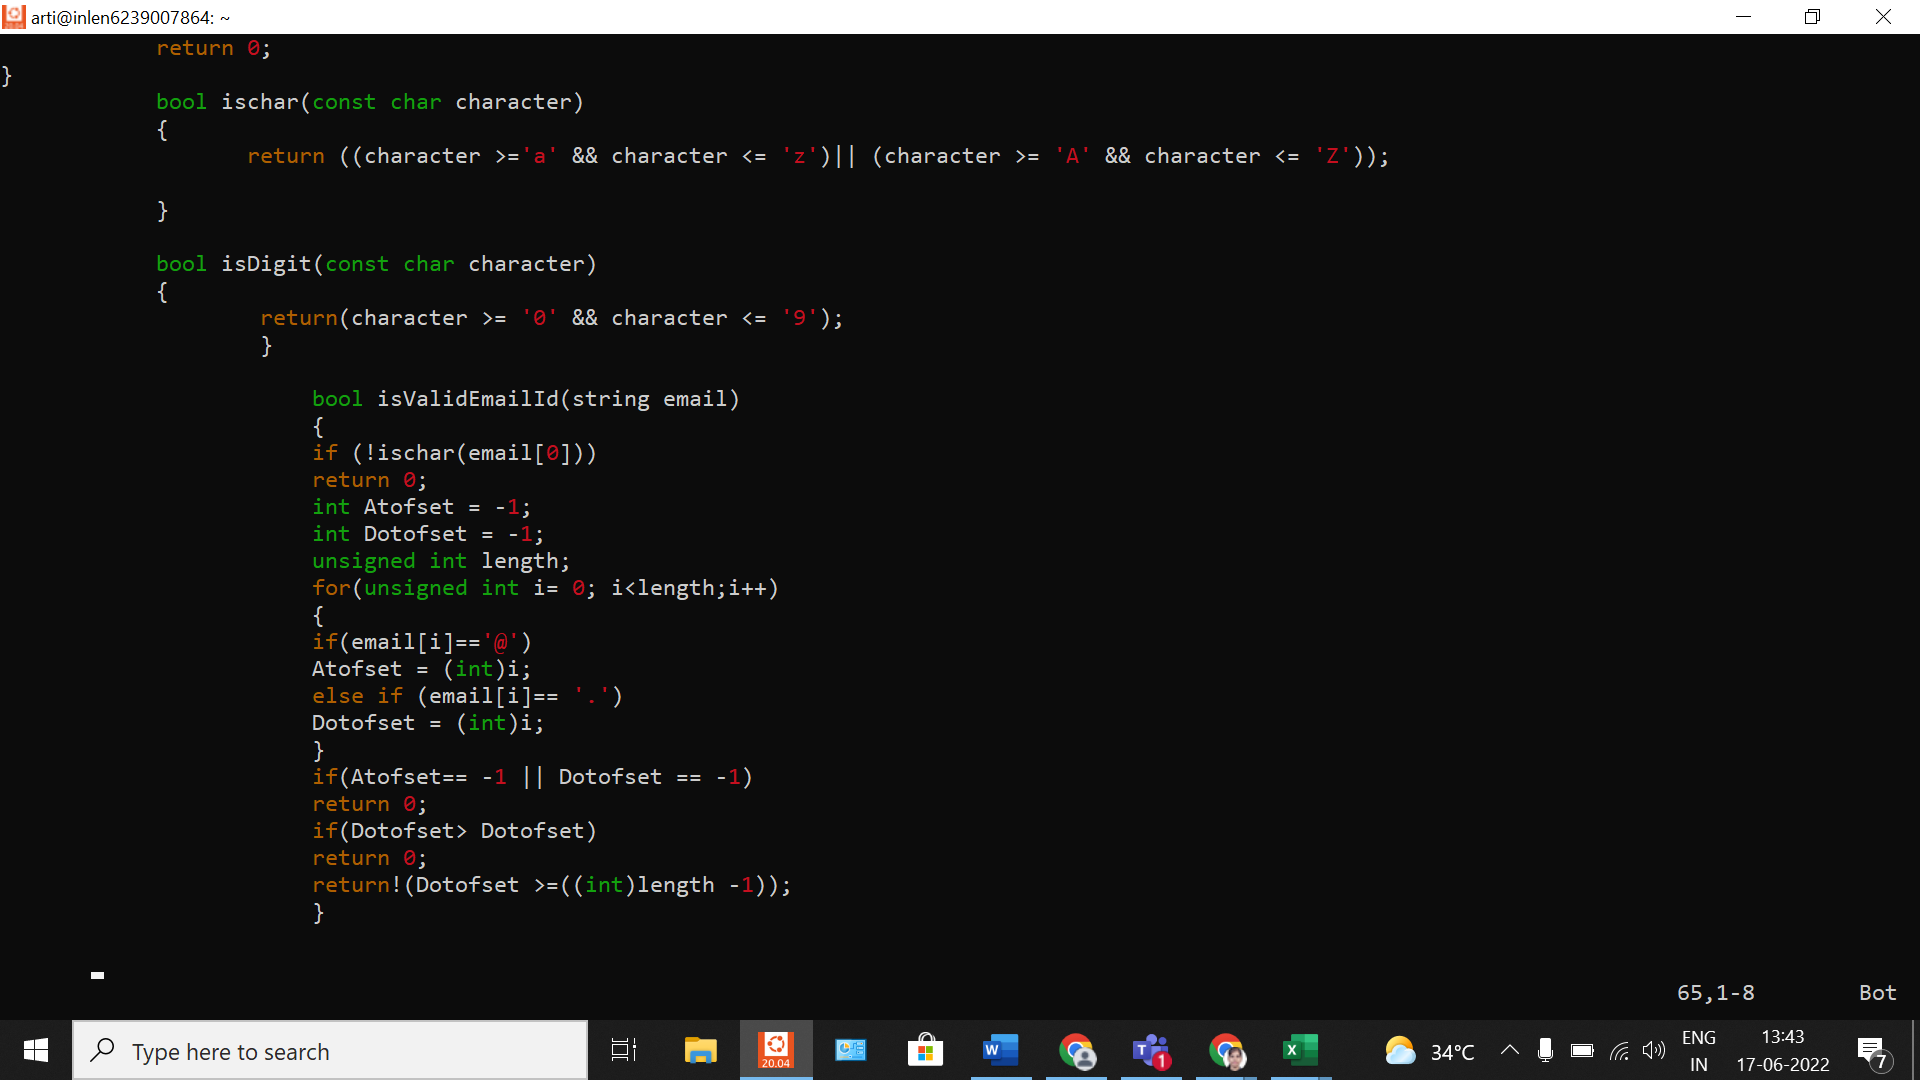 arti@inlen6239007864: ~
return 0;
}
bool ischar(const char character)
{
return ((character >='a' && character <= 'z')|| (character >= 'A' && character <= 'Z'));
}
bool isDigit(const char character)
{
return(character >= '0' && character <= '9');
}
bool isValidEmailId(string email)
{
if (!ischar(email[0]))
return 0;
int Atofset = -1;
int Dotofset = -1;
unsigned int length;
for(unsigned int i= 0; i<length;i++)
{
if(email[i]=='@')
Atofset = (int)i;
else if (email[i]== '.')
Dotofset = (int)i;
}
if(Atofset== -1 || Dotofset == -1)
return 0;
if(Dotofset> Dotofset)
return 0;
return!(Dotofset >=((int)length -1));
}
65,1-8 Bot
Type here to search
20.04
W
T
1
X
34°C
ENG
IN
13:43
17-06-2022
7